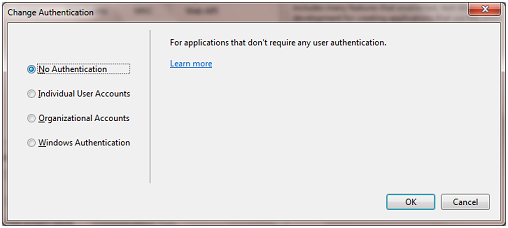 Change Authentication
For applications that don't require any user authentication.
Learn more
No Authentication
Individual User Accounts
Organizational Accounts
Windows Authentication
OK
Cancel